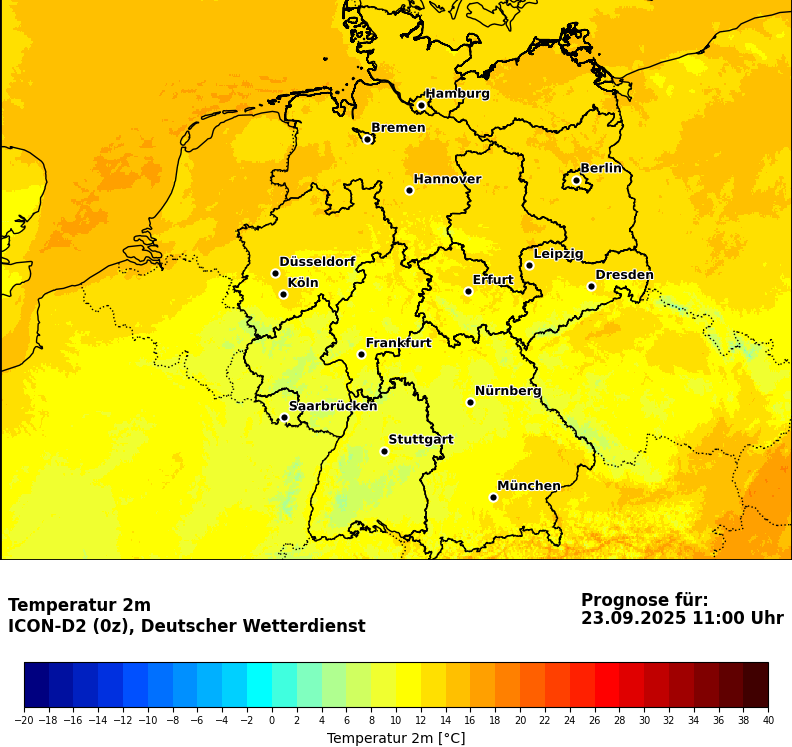 Hamburg
Bremen
Berlin
Hannover
Leipzig
Düsseldorf
Dresden
Köln
Erfurt
Frankfurt
Nürnberg
Saarbrücken
Stuttgart
München
Temperatur 2m
ICON-D2 (0z), Deutscher Wetterdienst
Prognose für:
23.09.2025 11:00 Uhr
−20 −18 −16 −14 −12 −10 −8 −6 −4 −2 0 2 4 6 8 10 12 14 16 18 20 22 24 26 28 30 32 34 36 38 40
Temperatur 2m [°C]